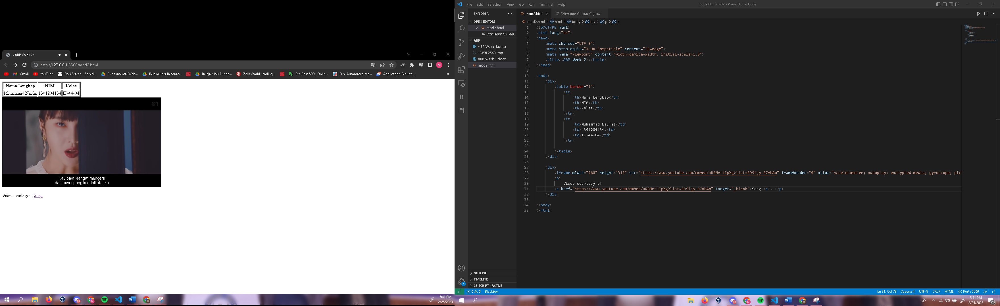 <ABP Week 2>
http://127.0.0.1:5500/mod2.html
M
Gmail
YouTube
DorkSearch - Speed...
Fundamental Web...
Belajarsiber Resourc...
Belajarsiber Funda...
Z2U: World Leading...
Pre Post SEO : Onlin...
Free Automated Ma...
Application Securit...
»
Nama Lengkap NIM Kelas
Muhammad Naufal 1301204134 IF-44-04
Kau pasti sangat mengerti
dan memegang kendali atasku
Video courtesy of Song.
5:41 PM
2/25/2023
File Edit Selection View Go Run Terminal Help
mod2.html - ABP - Visual Studio Code
EXPLORER
OPEN EDITORS
mod2.html
Extension: GitHub...
ABP
~$P Wekk 1.docx
~WRL2563.tmp
ABP Wekk 1.docx
mod2.html
OUTLINE
TIMELINE
CS-SCRIPT - ACTIVE
mod2.html
Extension: GitHub Copilot
mod2.html > html > body > div > p > a
1 <!DOCTYPE html>
2 <html lang="en">
3 <head>
4 <meta charset="UTF-8">
5 <meta http-equiv="X-UA-Compatible" content="IE=edge">
6 <meta name="viewport" content="width=device-width, initial-scale=1.0">
7 <title><ABP Week 2></title>
8 </head>
9
10 <body>
11 <div>
12 <table border="1">
13 <tr>
14 <th>Nama Lengkap</th>
15 <th>NIM</th>
16 <th>Kelas</th>
17 </tr>
18 <tr>
19 <td>Muhammad Naufal</td>
20 <td>1301204134</td>
21 <td>IF-44-04</td>
22 </tr>
23
24 </table>
25 </div>
26
27 <div>
28 <iframe width="560" height="315" src="https://www.youtube.com/embed/uR8Mrt1IpXg?list=RD9ijy-07AbAo" frameborder="0" allow="accelerometer; autoplay; encrypted-media; gyroscope; pict
29 <p>
30 Video courtesy of
31 <a href="https://www.youtube.com/embed/uR8Mrt1IpXg?list=RD9ijy-07AbAo" target="_blank">Song</a>. </p>
32 </div>
33
34 </body>
35 </html>
0 0 Blackbox
Ln 31, Col 78 Spaces: 4 UTF-8 CRLF HTML Port : 5500
5:41 PM
2/25/2023
20